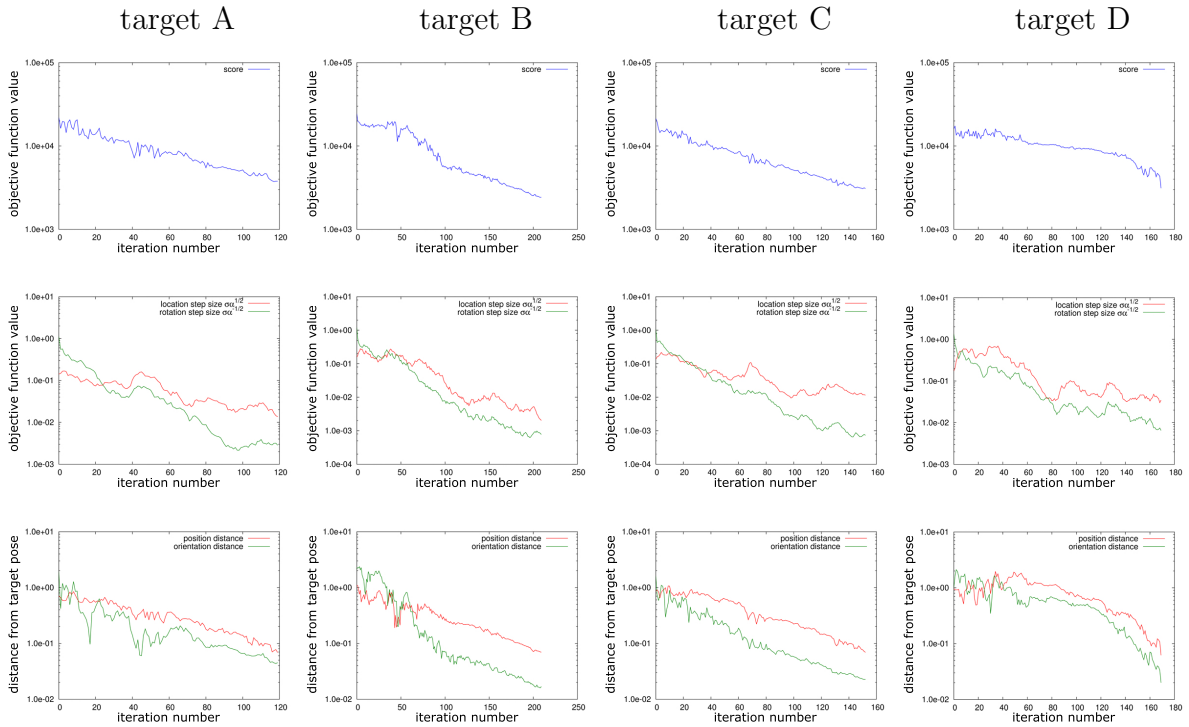 target A target B target C target D
1.0e+05 1.0e+04 1.0e+03
objective function value
score
0 20 40 60 80 100 120
iteration number
1.0e+05 1.0e+04 1.0e+03
objective function value
score
0 50 100 150 200 250
iteration number
1.0e+05 1.0e+04 1.0e+03
objective function value
score
0 20 40 60 80 100 120 140 160
iteration number
1.0e+05 1.0e+04 1.0e+03
objective function value
score
0 20 40 60 80 100 120 140 160 180
iteration number
1.0e+01 1.0e+00 1.0e-01 1.0e-02 1.0e-03
objective function value
location step size σα^1/2
rotation step size σα^-1/2
0 20 40 60 80 100 120
iteration number
1.0e+01 1.0e+00 1.0e-01 1.0e-02 1.0e-03 1.0e-04
objective function value
location step size σα^1/2
rotation step size σα^-1/2
0 50 100 150 200 250
iteration number
1.0e+01 1.0e+00 1.0e-01 1.0e-02 1.0e-03 1.0e-04
objective function value
location step size σα^1/2
rotation step size σα^-1/2
0 20 40 60 80 100 120 140 160
iteration number
1.0e+01 1.0e+00 1.0e-01 1.0e-02 1.0e-03
objective function value
location step size σα^1/2
rotation step size σα^-1/2
0 20 40 60 80 100 120 140 160 180
iteration number
1.0e+01 1.0e+00 1.0e-01 1.0e-02
distance from target pose
position distance
orientation distance
0 20 40 60 80 100 120
iteration number
1.0e+01 1.0e+00 1.0e-01 1.0e-02
distance from target pose
position distance
orientation distance
0 50 100 150 200 250
iteration number
1.0e+01 1.0e+00 1.0e-01 1.0e-02
distance from target pose
position distance
orientation distance
0 20 40 60 80 100 120 140 160
iteration number
1.0e+01 1.0e+00 1.0e-01 1.0e-02
distance from target pose
position distance
orientation distance
0 20 40 60 80 100 120 140 160 180
iteration number